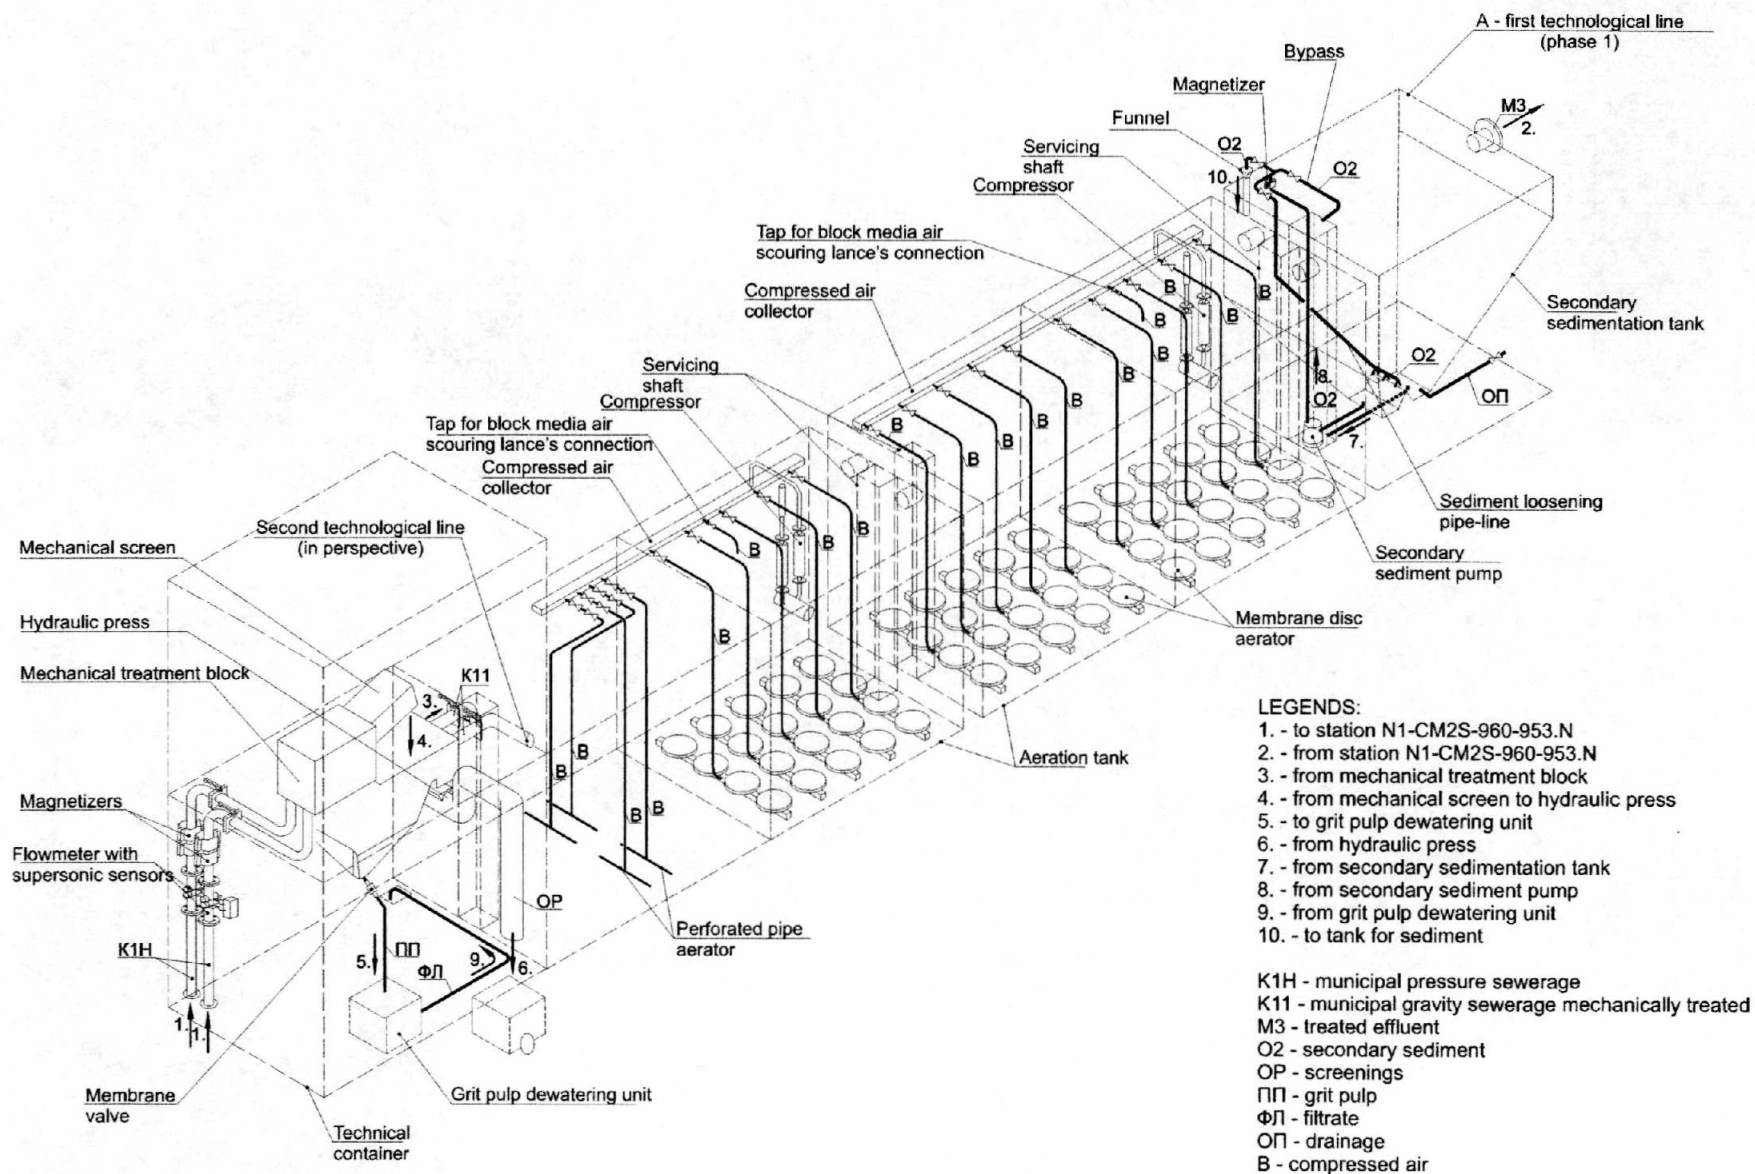 A - first technological line
(phase 1)
Bypass
Magnetizer
M3
2.
Funnel
O2
Servicing
shaft
O2
10.
Compressor
Tap for block media air
scouring lance's connection
Compressed air
collector
B
B
B
B
B
B
Secondary
sedimentation tank
Servicing
shaft
Compressor
8.
O2
O2
ОП
7.
Tap for block media air
scouring lance's connection
Compressed air
collector
B
B
B
B
B
B
Sediment loosening
pipe-line
Secondary
sediment pump
Second technological line
(in perspective)
Mechanical screen
B
B
B
B
B
Membrane disc
aerator
Hydraulic press
Mechanical treatment block
K11
3.
4.
Aeration tank
B
B
B
B
Magnetizers
Flowmeter with
supersonic sensors
K1H
1.
1.
5.
ПП
ФЛ
9.
6.
OP
Perforated pipe
aerator
Membrane
valve
Grit pulp dewatering unit
Technical
container
LEGENDS:
1. - to station N1-CM2S-960-953.N
2. - from station N1-CM2S-960-953.N
3. - from mechanical treatment block
4. - from mechanical screen to hydraulic press
5. - to grit pulp dewatering unit
6. - from hydraulic press
7. - from secondary sedimentation tank
8. - from secondary sediment pump
9. - from grit pulp dewatering unit
10. - to tank for sediment
K1H - municipal pressure sewerage
K11 - municipal gravity sewerage mechanically treated
M3 - treated effluent
O2 - secondary sediment
OP - screenings
ПП - grit pulp
ФЛ - filtrate
ОП - drainage
B - compressed air